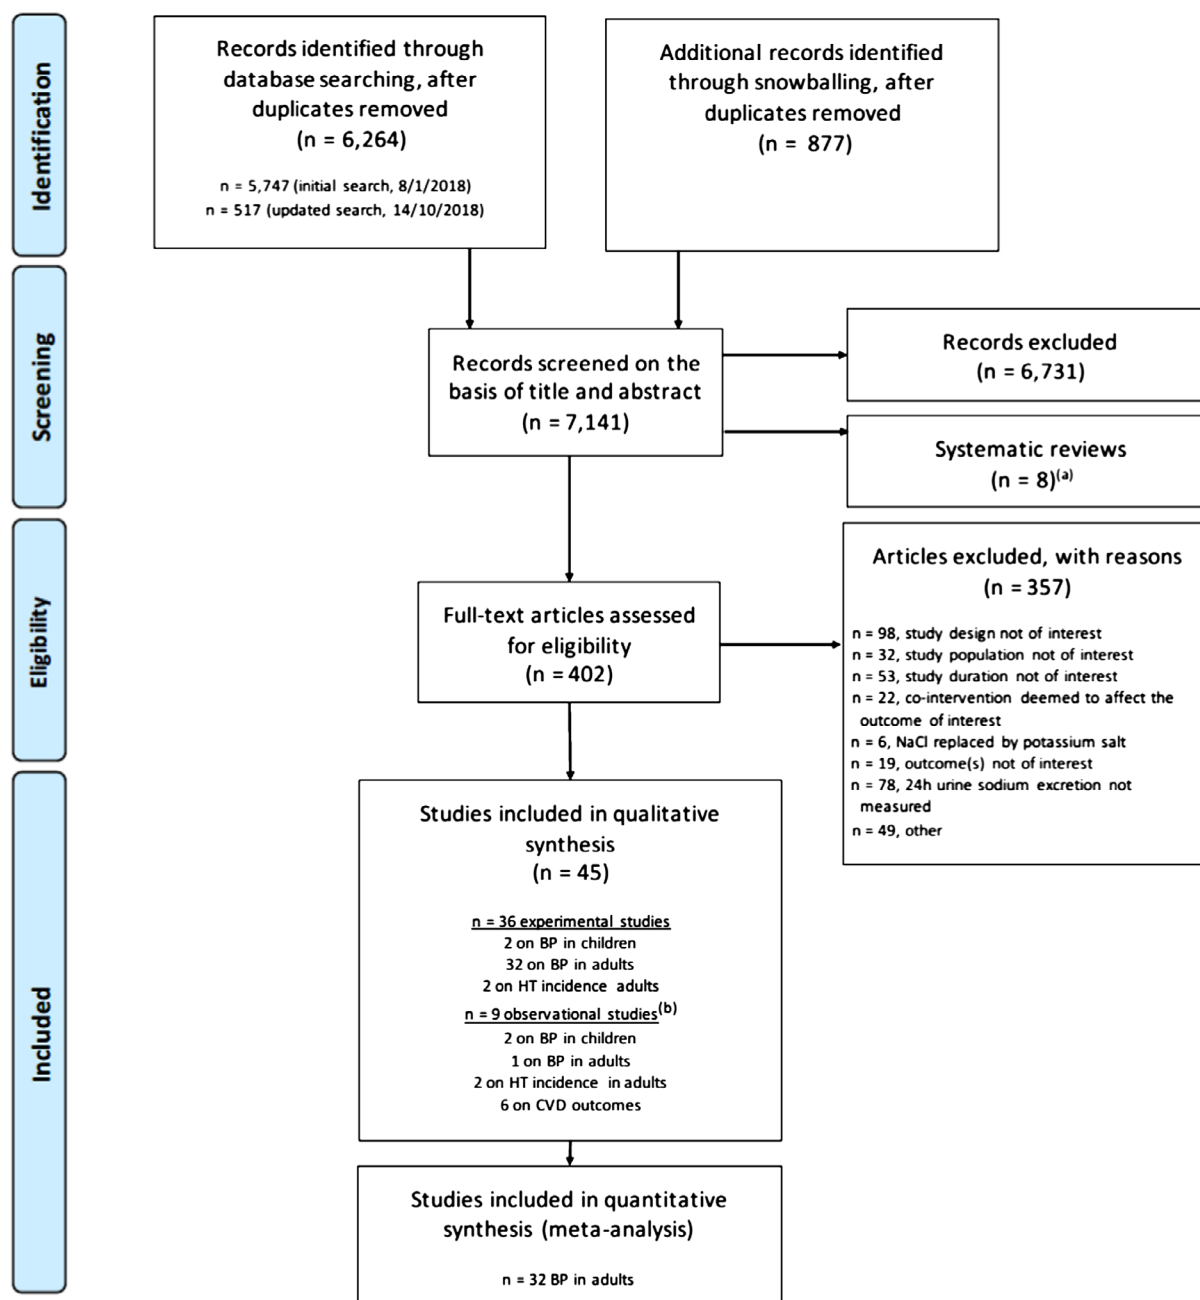 Identification
Records identified through
database searching, after
duplicates removed
(n = 6,264)
n = 5,747 (initial search, 8/1/2018)
n = 517 (updated search, 14/10/2018)
Additional records identified
through snowballing, after
duplicates removed
(n = 877)
Screening
Records screened on the
basis of title and abstract
(n = 7,141)
Records excluded
(n = 6,731)
Systematic reviews
(n = 8)(a)
Eligibility
Full-text articles assessed
for eligibility
(n = 402)
Articles excluded, with reasons
(n = 357)
n = 98, study design not of interest
n = 32, study population not of interest
n = 53, study duration not of interest
n = 22, co-intervention deemed to affect the
outcome of interest
n = 6, NaCl replaced by potassium salt
n = 19, outcome(s) not of interest
n = 78, 24h urine sodium excretion not
measured
n = 49, other
Included
Studies included in qualitative
synthesis
(n = 45)
n = 36 experimental studies
2 on BP in children
32 on BP in adults
2 on HT incidence adults
n = 9 observational studies(b)
2 on BP in children
1 on BP in adults
2 on HT incidence in adults
6 on CVD outcomes
Studies included in quantitative
synthesis (meta-analysis)
n = 32 BP in adults